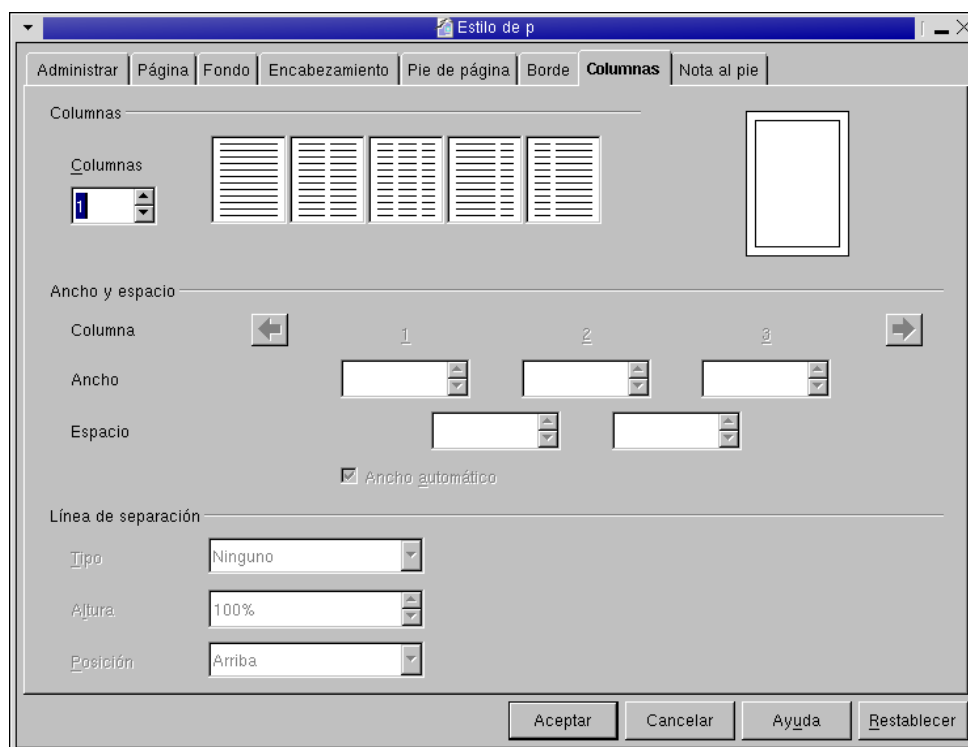 Estilo de p
Administrar Página Fondo Encabezamiento Pie de página Borde Columnas Nota al pie
Columnas
Columnas
1
Ancho y espacio
Columna 1 2 3
Ancho
Espacio
Ancho automático
Línea de separación
Tipo Ninguno
Altura 100%
Posición Arriba
Aceptar Cancelar Ayuda Restablecer